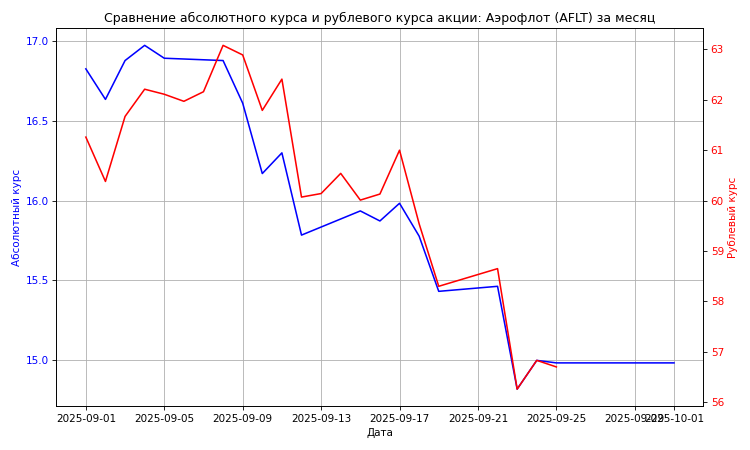 Сравнение абсолютного курса и рублевого курса акции: Аэрофлот (AFLT) за месяц
Абсолютный курс
17.0
16.5
16.0
15.5
15.0
63
62
61
60
59
58
57
56
Рублевый курс
2025-09-01 2025-09-05 2025-09-09 2025-09-13 2025-09-17 2025-09-21 2025-09-25 2025-09-29 2025-10-01
Дата